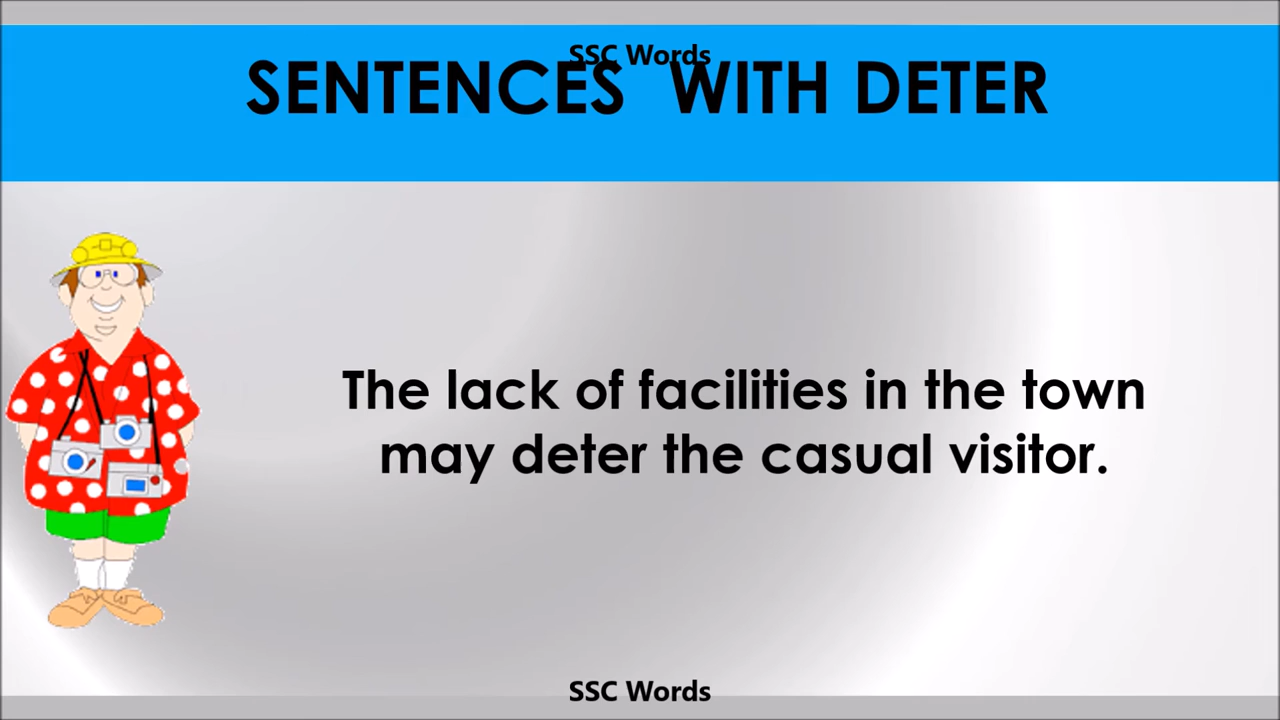 SSC Words
SENTENCES WITH DETER
The lack of facilities in the town
may deter the casual visitor.
SSC Words